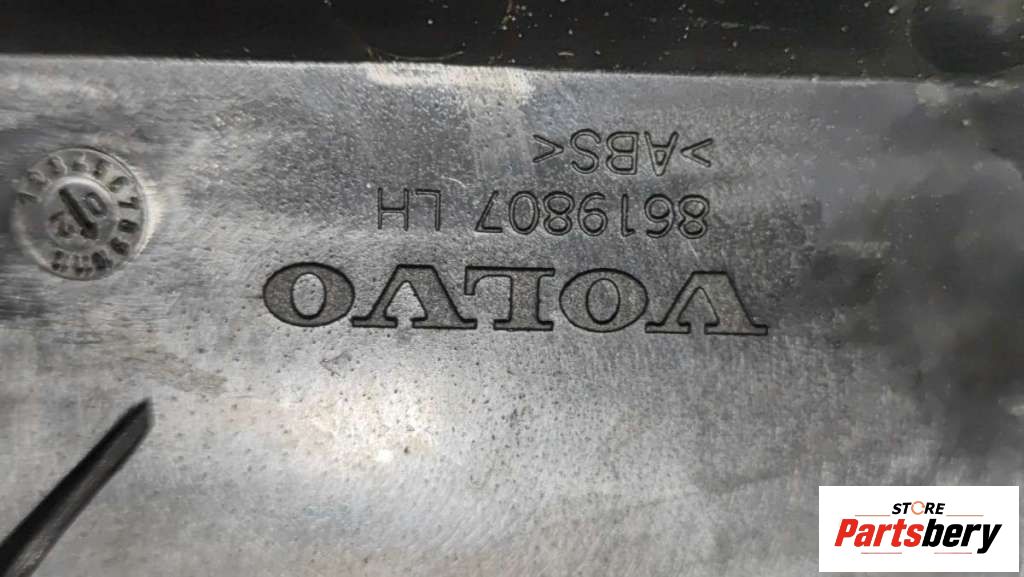 VOLVO
8619807 LH
>ABS<
STORE
Partsbery